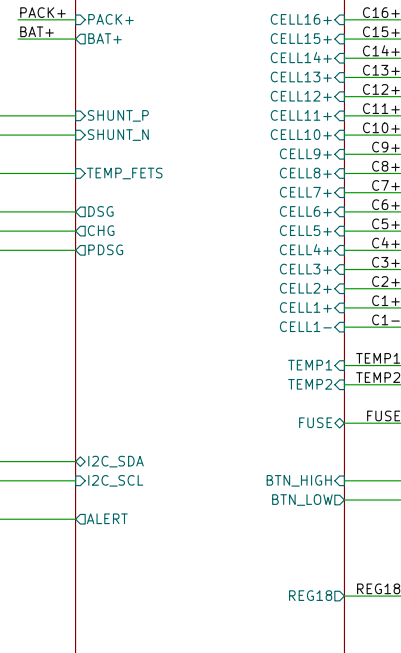 PACK+ PACK+ CELL16+ C16+
BAT+ BAT+ CELL15+ C15+
CELL14+ C14+
CELL13+ C13+
CELL12+ C12+
SHUNT_P CELL11+ C11+
SHUNT_N CELL10+ C10+
CELL9+ C9+
TEMP_FETS CELL8+ C8+
CELL7+ C7+
DSG CELL6+ C6+
CHG CELL5+ C5+
PDSG CELL4+ C4+
CELL3+ C3+
CELL2+ C2+
CELL1+ C1+
CELL1- C1-
TEMP1 TEMP1
TEMP2 TEMP2
FUSE FUSE
I2C_SDA
I2C_SCL BTN_HIGH
BTN_LOW
ALERT
REG18 REG18